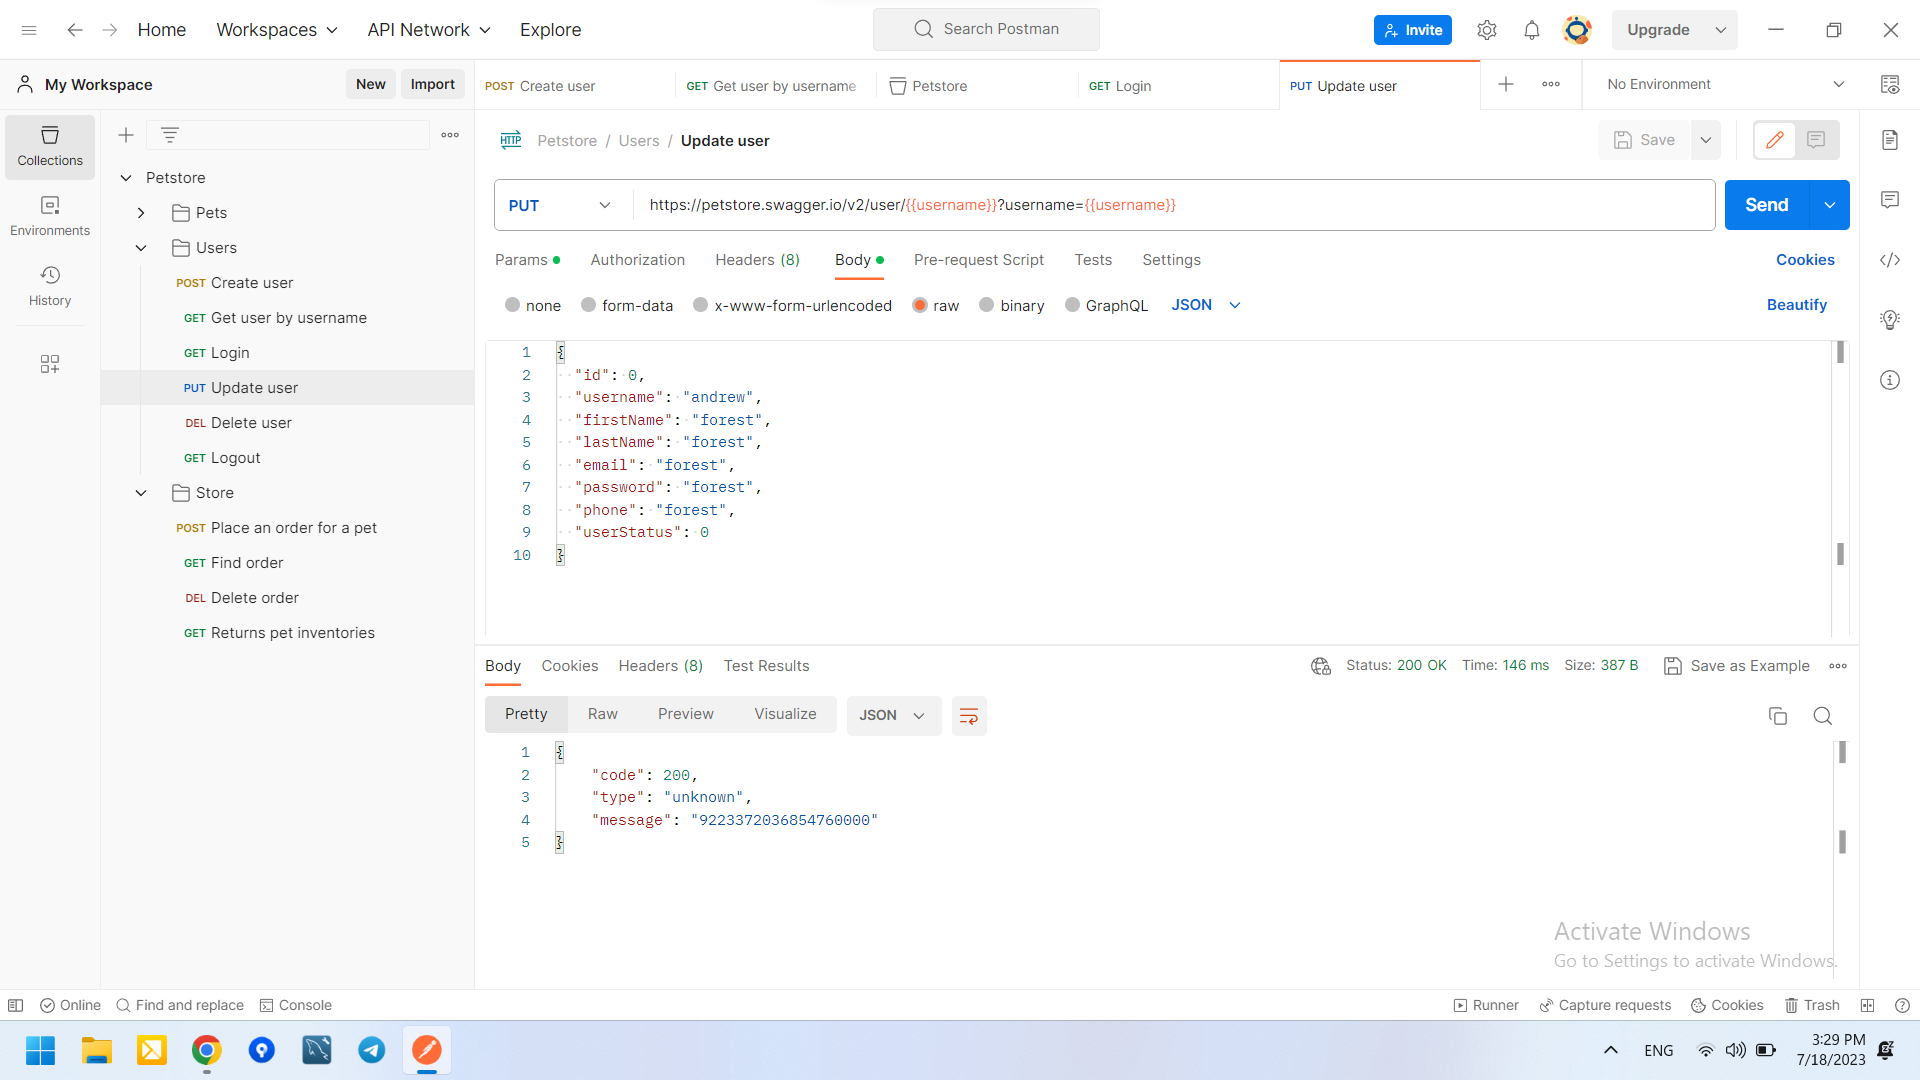 Home
Workspaces
API Network
Explore
Search Postman
Invite
Upgrade
My Workspace
New
Import
POST Create user
GET Get user by username
Petstore
GET Login
PUT Update user
No Environment
Collections
Environments
History
Petstore
Pets
Users
POST Create user
GET Get user by username
GET Login
PUT Update user
DEL Delete user
GET Logout
Store
POST Place an order for a pet
GET Find order
DEL Delete order
GET Returns pet inventories
HTTP Petstore / Users / Update user
Save
PUT
https://petstore.swagger.io/v2/user/{{username}}?username={{username}}
Send
Params
Authorization
Headers (8)
Body
Pre-request Script
Tests
Settings
Cookies
none
form-data
x-www-form-urlencoded
raw
binary
GraphQL
JSON
Beautify
1 {
2 "id": 0,
3 "username": "andrew",
4 "firstName": "forest",
5 "lastName": "forest",
6 "email": "forest",
7 "password": "forest",
8 "phone": "forest",
9 "userStatus": 0
10 }
Body
Cookies
Headers (8)
Test Results
Status: 200 OK
Time: 146 ms
Size: 387 B
Save as Example
Pretty
Raw
Preview
Visualize
JSON
1 {
2 "code": 200,
3 "type": "unknown",
4 "message": "9223372036854760000"
5 }
Activate Windows
Go to Settings to activate Windows.
Online
Find and replace
Console
Runner
Capture requests
Cookies
Trash
ENG
3:29 PM
7/18/2023